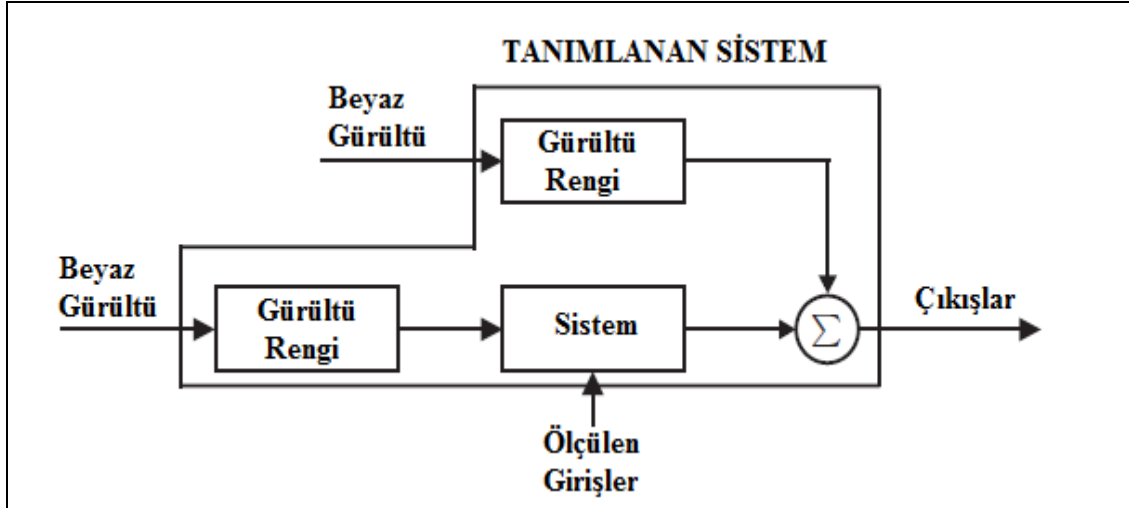 TANIMLANAN SİSTEM
Beyaz
Gürültü
Gürültü
Rengi
Beyaz
Gürültü
Gürültü
Rengi
Sistem
Σ
Çıkışlar
Ölçülen
Girişler